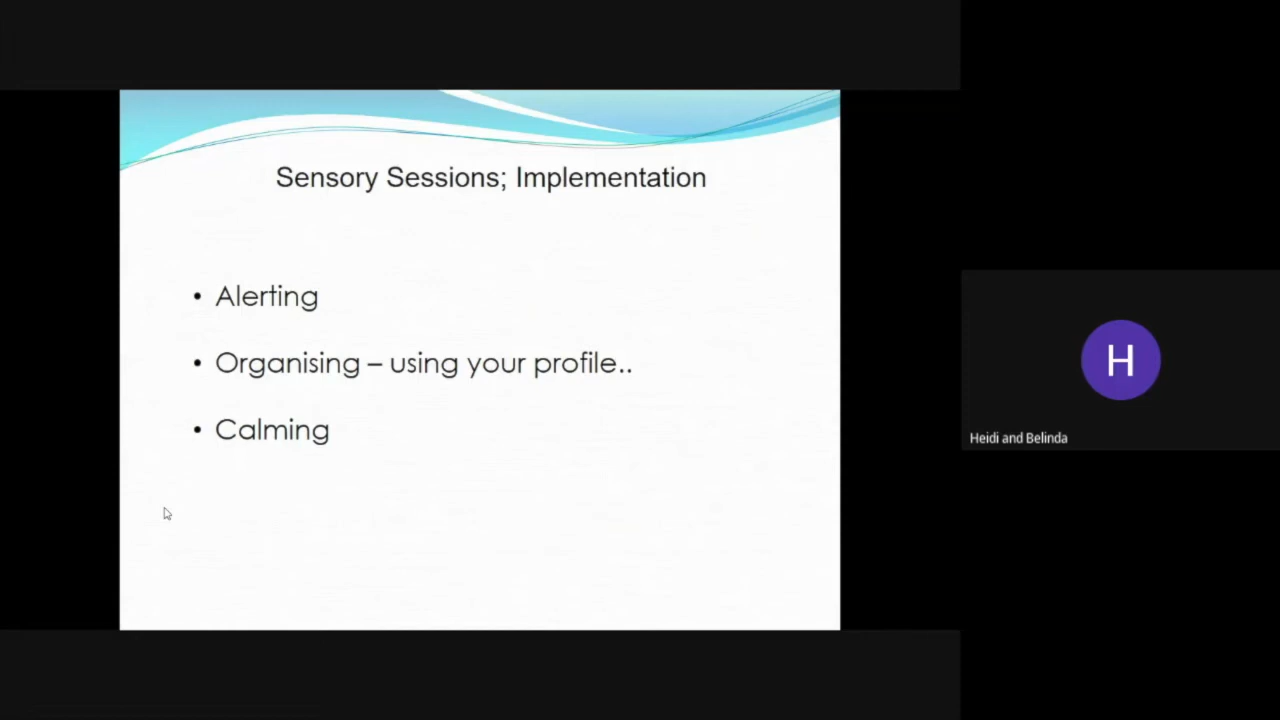 Sensory Sessions; Implementation
• Alerting
• Organising – using your profile..
• Calming
H
Heidi and Belinda